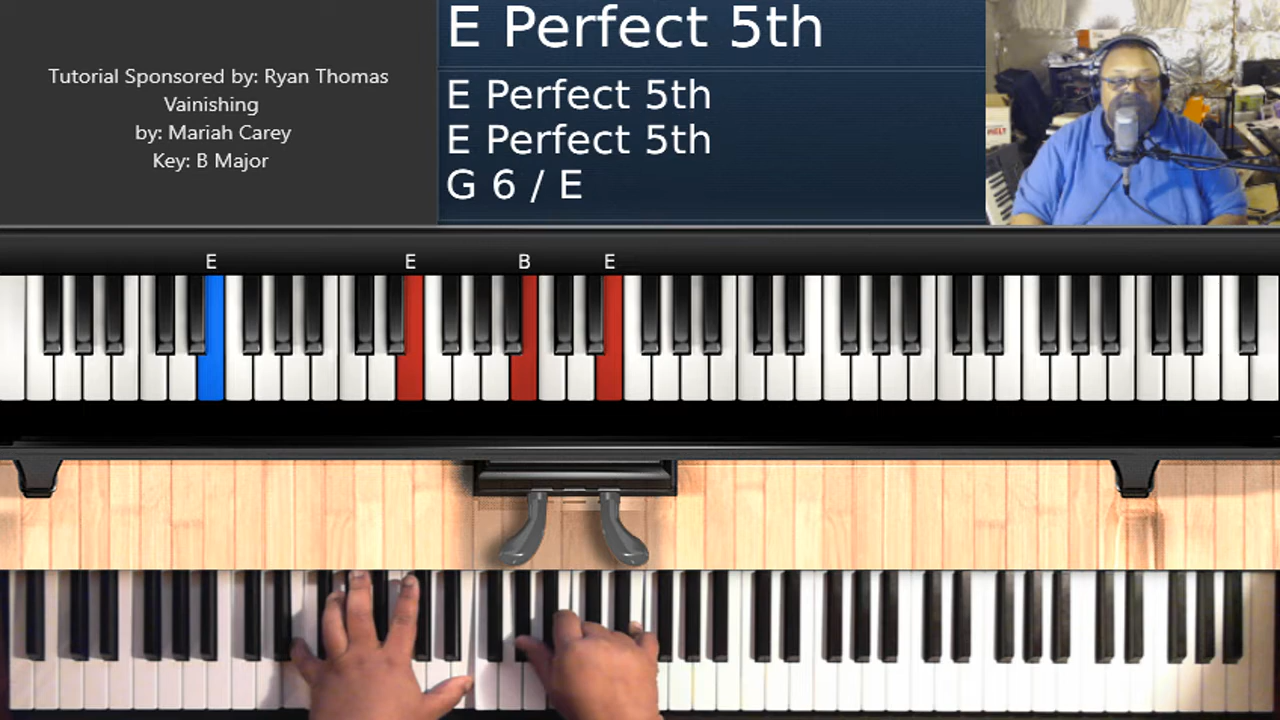 Tutorial Sponsored by: Ryan Thomas
Vainishing
by: Mariah Carey
Key: B Major
E Perfect 5th
E Perfect 5th
E Perfect 5th
G 6 / E
E E B E